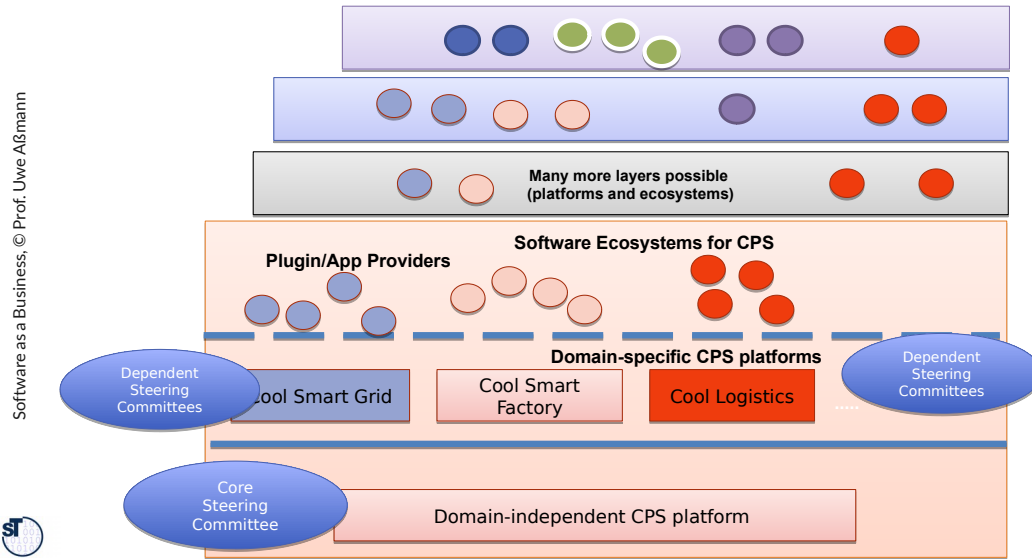 Many more layers possible
(platforms and ecosystems)
Software Ecosystems for CPS
Plugin/App Providers
Domain-specific CPS platforms
Dependent
Steering
Committees
Cool Smart Grid
Cool Smart
Factory
Cool Logistics
.....
Dependent
Steering
Committees
Core
Steering
Committee
Domain-independent CPS platform
Software as a Business, © Prof. Uwe Aßmann
ST